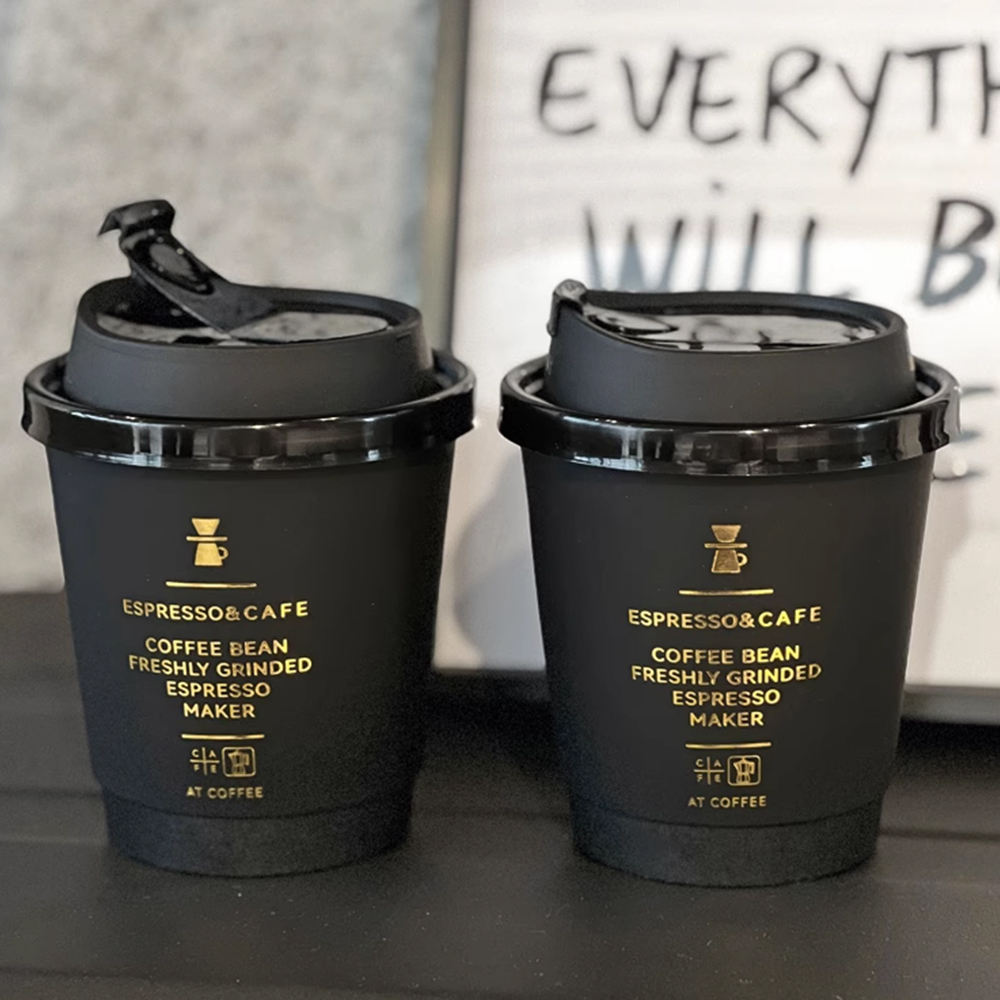 EVERYTH
WiLL B
ESPRESSO&CAFE
COFFEE BEAN
FRESHLY GRINDED
ESPRESSO
MAKER
C A
F E
AT COFFEE
ESPRESSO&CAFE
COFFEE BEAN
FRESHLY GRINDED
ESPRESSO
MAKER
C A
F E
AT COFFEE